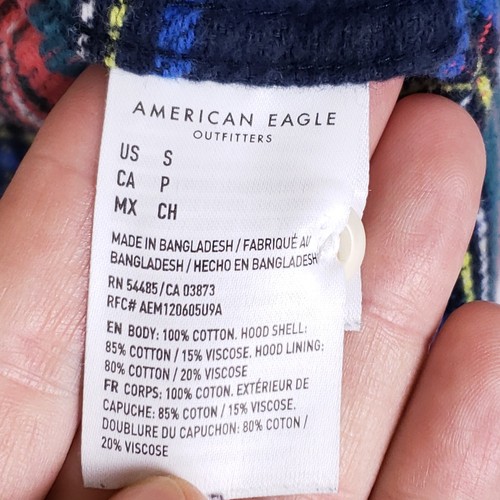 AMERICAN EAGLE
OUTFITTERS
US S
CA P
MX CH
MADE IN BANGLADESH / FABRIQUÉ AU
BANGLADESH / HECHO EN BANGLADESH
RN 54485 / CA 03873
RFC# AEM120605U9A
EN BODY: 100% COTTON. HOOD SHELL:
85% COTTON / 15% VISCOSE. HOOD LINING:
80% COTTON / 20% VISCOSE
FR CORPS: 100% COTON. EXTÉRIEUR DE
CAPUCHE: 85% COTON / 15% VISCOSE.
DOUBLURE DU CAPUCHON: 80% COTON /
20% VISCOSE